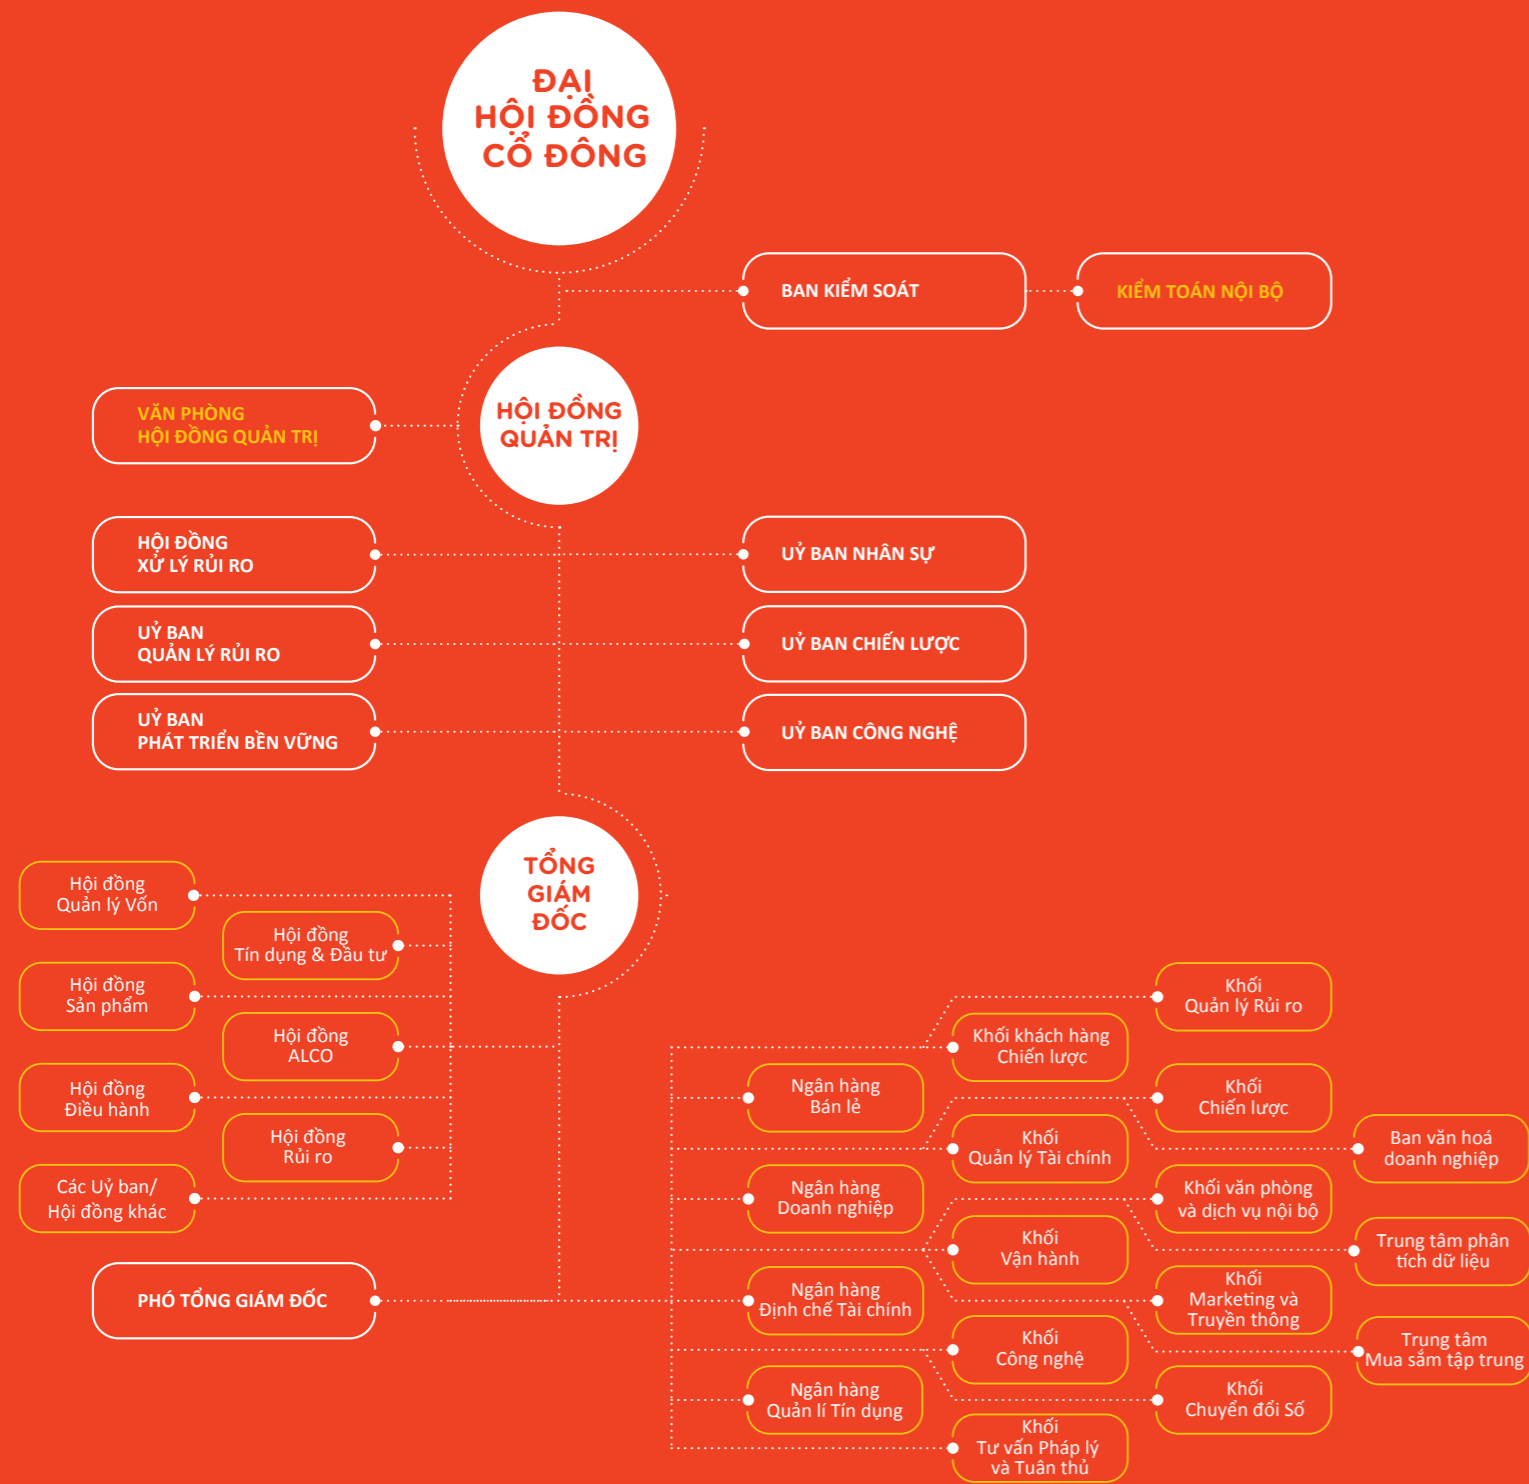 ĐẠI
HỘI ĐỒNG
CỔ ĐÔNG
BAN KIỂM SOÁT
KIỂM TOÁN NỘI BỘ
HỘI ĐỒNG
QUẢN TRỊ
VĂN PHÒNG
HỘI ĐỒNG QUẢN TRỊ
HỘI ĐỒNG
XỬ LÝ RỦI RO
UỶ BAN NHÂN SỰ
UỶ BAN
QUẢN LÝ RỦI RO
UỶ BAN CHIẾN LƯỢC
UỶ BAN
PHÁT TRIỂN BỀN VỮNG
UỶ BAN CÔNG NGHỆ
TỔNG
GIÁM
ĐỐC
Hội đồng
Quản lý Vốn
Hội đồng
Tín dụng & Đầu tư
Hội đồng
Sản phẩm
Hội đồng
ALCO
Hội đồng
Điều hành
Hội đồng
Rủi ro
Các Uỷ ban/
Hội đồng khác
PHÓ TỔNG GIÁM ĐỐC
Khối
Quản lý Rủi ro
Khối khách hàng
Chiến lược
Ngân hàng
Bán lẻ
Khối
Chiến lược
Khối
Quản lý Tài chính
Ban văn hoá
doanh nghiệp
Ngân hàng
Doanh nghiệp
Khối văn phòng
và dịch vụ nội bộ
Khối
Vận hành
Trung tâm phân
tích dữ liệu
Ngân hàng
Định chế Tài chính
Khối
Marketing và
Truyền thông
Khối
Công nghệ
Trung tâm
Mua sắm tập trung
Ngân hàng
Quản lí Tín dụng
Khối
Chuyển đổi Số
Khối
Tư vấn Pháp lý
và Tuân thủ